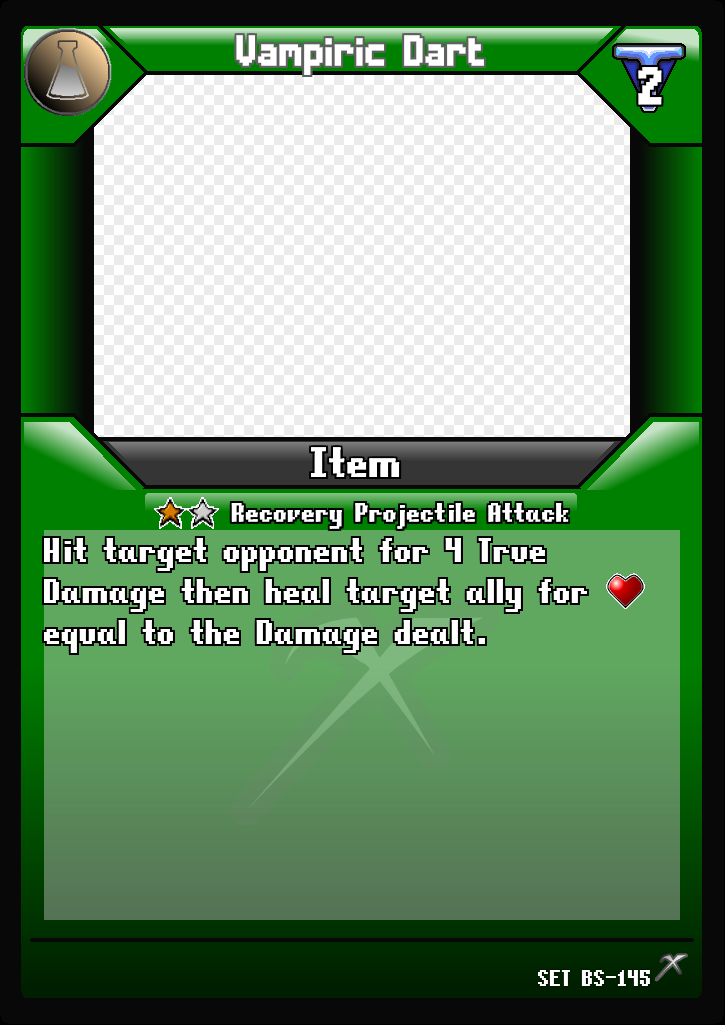 Vampiric Dart
2
Item
Recovery Projectile Attack
Hit target opponent for 4 True
Damage then heal target ally for
equal to the Damage dealt.
SET BS-145